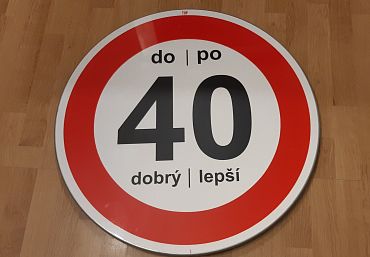 do | po
40
dobrý | lepší